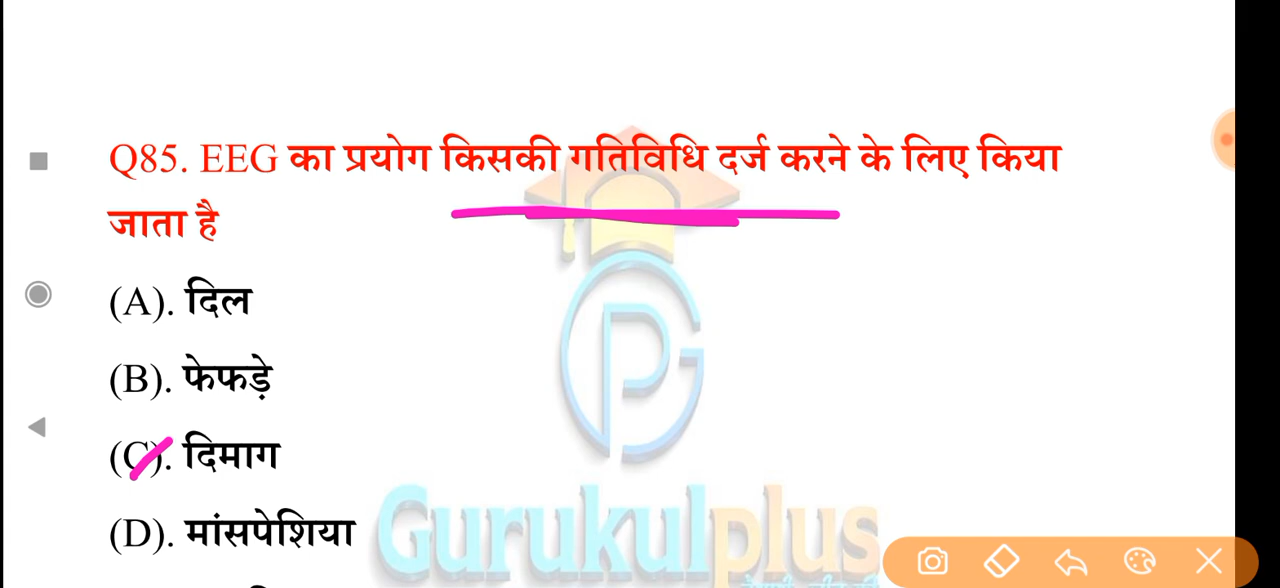 Q85. EEG का प्रयोग किसकी गतिविधि दर्ज करने के लिए किया
जाता है
(A). दिल
(B). फेफड़े
(C). दिमाग
(D). मांसपेशिया
Gurukulplus